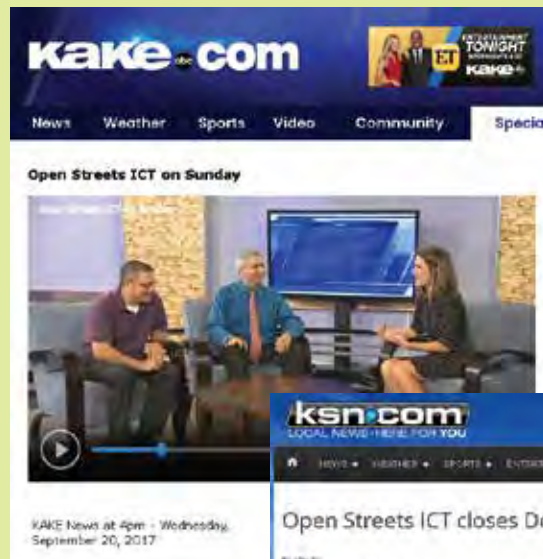 KAKE abc com
ENTERTAINMENT
TONIGHT
ET
KAKE
News Weather Sports Video Community Specia
Open Streets ICT on Sunday
KAKE News at 4pm - Wednesday,
September 20, 2017
ksn.com
LOCAL NEWS. HERE FOR YOU
NEWS WEATHER SPORTS
Open Streets ICT closes Do